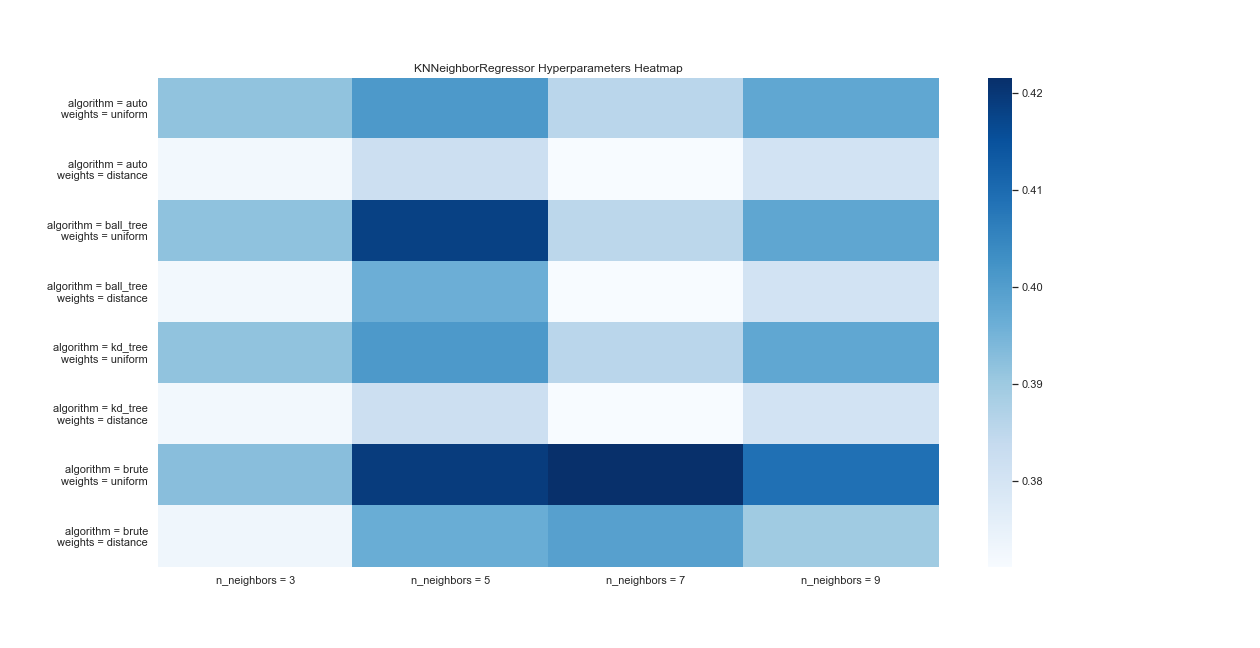 KNNeighborRegressor Hyperparameters Heatmap
algorithm = auto
weights = uniform
algorithm = auto
weights = distance
algorithm = ball_tree
weights = uniform
algorithm = ball_tree
weights = distance
algorithm = kd_tree
weights = uniform
algorithm = kd_tree
weights = distance
algorithm = brute
weights = uniform
algorithm = brute
weights = distance
n_neighbors = 3
n_neighbors = 5
n_neighbors = 7
n_neighbors = 9
0.42
0.41
0.40
0.39
0.38